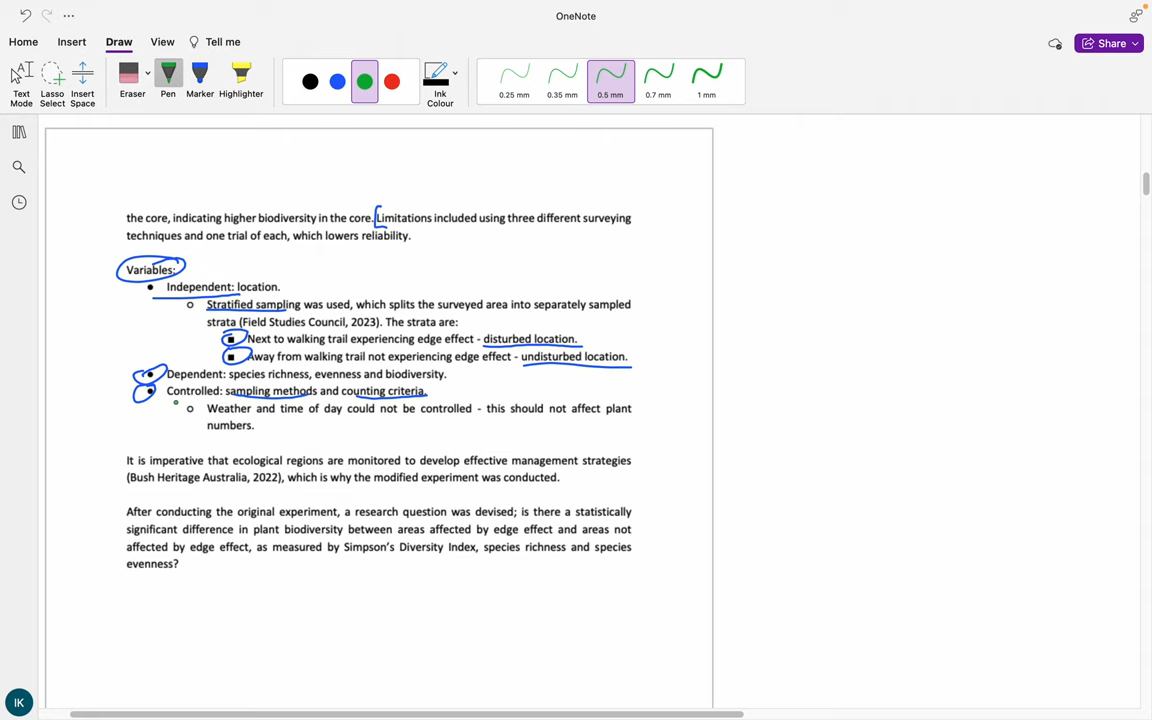 OneNote
Home Insert Draw View Tell me
Share
Text Mode
Lasso Select
Insert Space
Eraser
Pen
Marker
Highlighter
Ink Colour
0.25 mm
0.35 mm
0.5 mm
0.7 mm
1 mm
the core, indicating higher biodiversity in the core. Limitations included using three different surveying
techniques and one trial of each, which lowers reliability.
Variables:
Independent: location.
Stratified sampling was used, which splits the surveyed area into separately sampled
strata (Field Studies Council, 2023). The strata are:
Next to walking trail experiencing edge effect - disturbed location.
Away from walking trail not experiencing edge effect - undisturbed location.
Dependent: species richness, evenness and biodiversity.
Controlled: sampling methods and counting criteria.
Weather and time of day could not be controlled - this should not affect plant
numbers.
It is imperative that ecological regions are monitored to develop effective management strategies
(Bush Heritage Australia, 2022), which is why the modified experiment was conducted.
After conducting the original experiment, a research question was devised; is there a statistically
significant difference in plant biodiversity between areas affected by edge effect and areas not
affected by edge effect, as measured by Simpson's Diversity Index, species richness and species
evenness?
IK